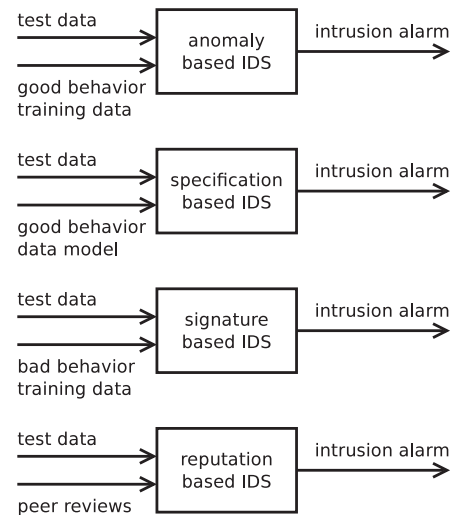 test data
good behavior
training data
anomaly
based IDS
intrusion alarm
test data
good behavior
data model
specification
based IDS
intrusion alarm
test data
bad behavior
training data
signature
based IDS
intrusion alarm
test data
peer reviews
reputation
based IDS
intrusion alarm